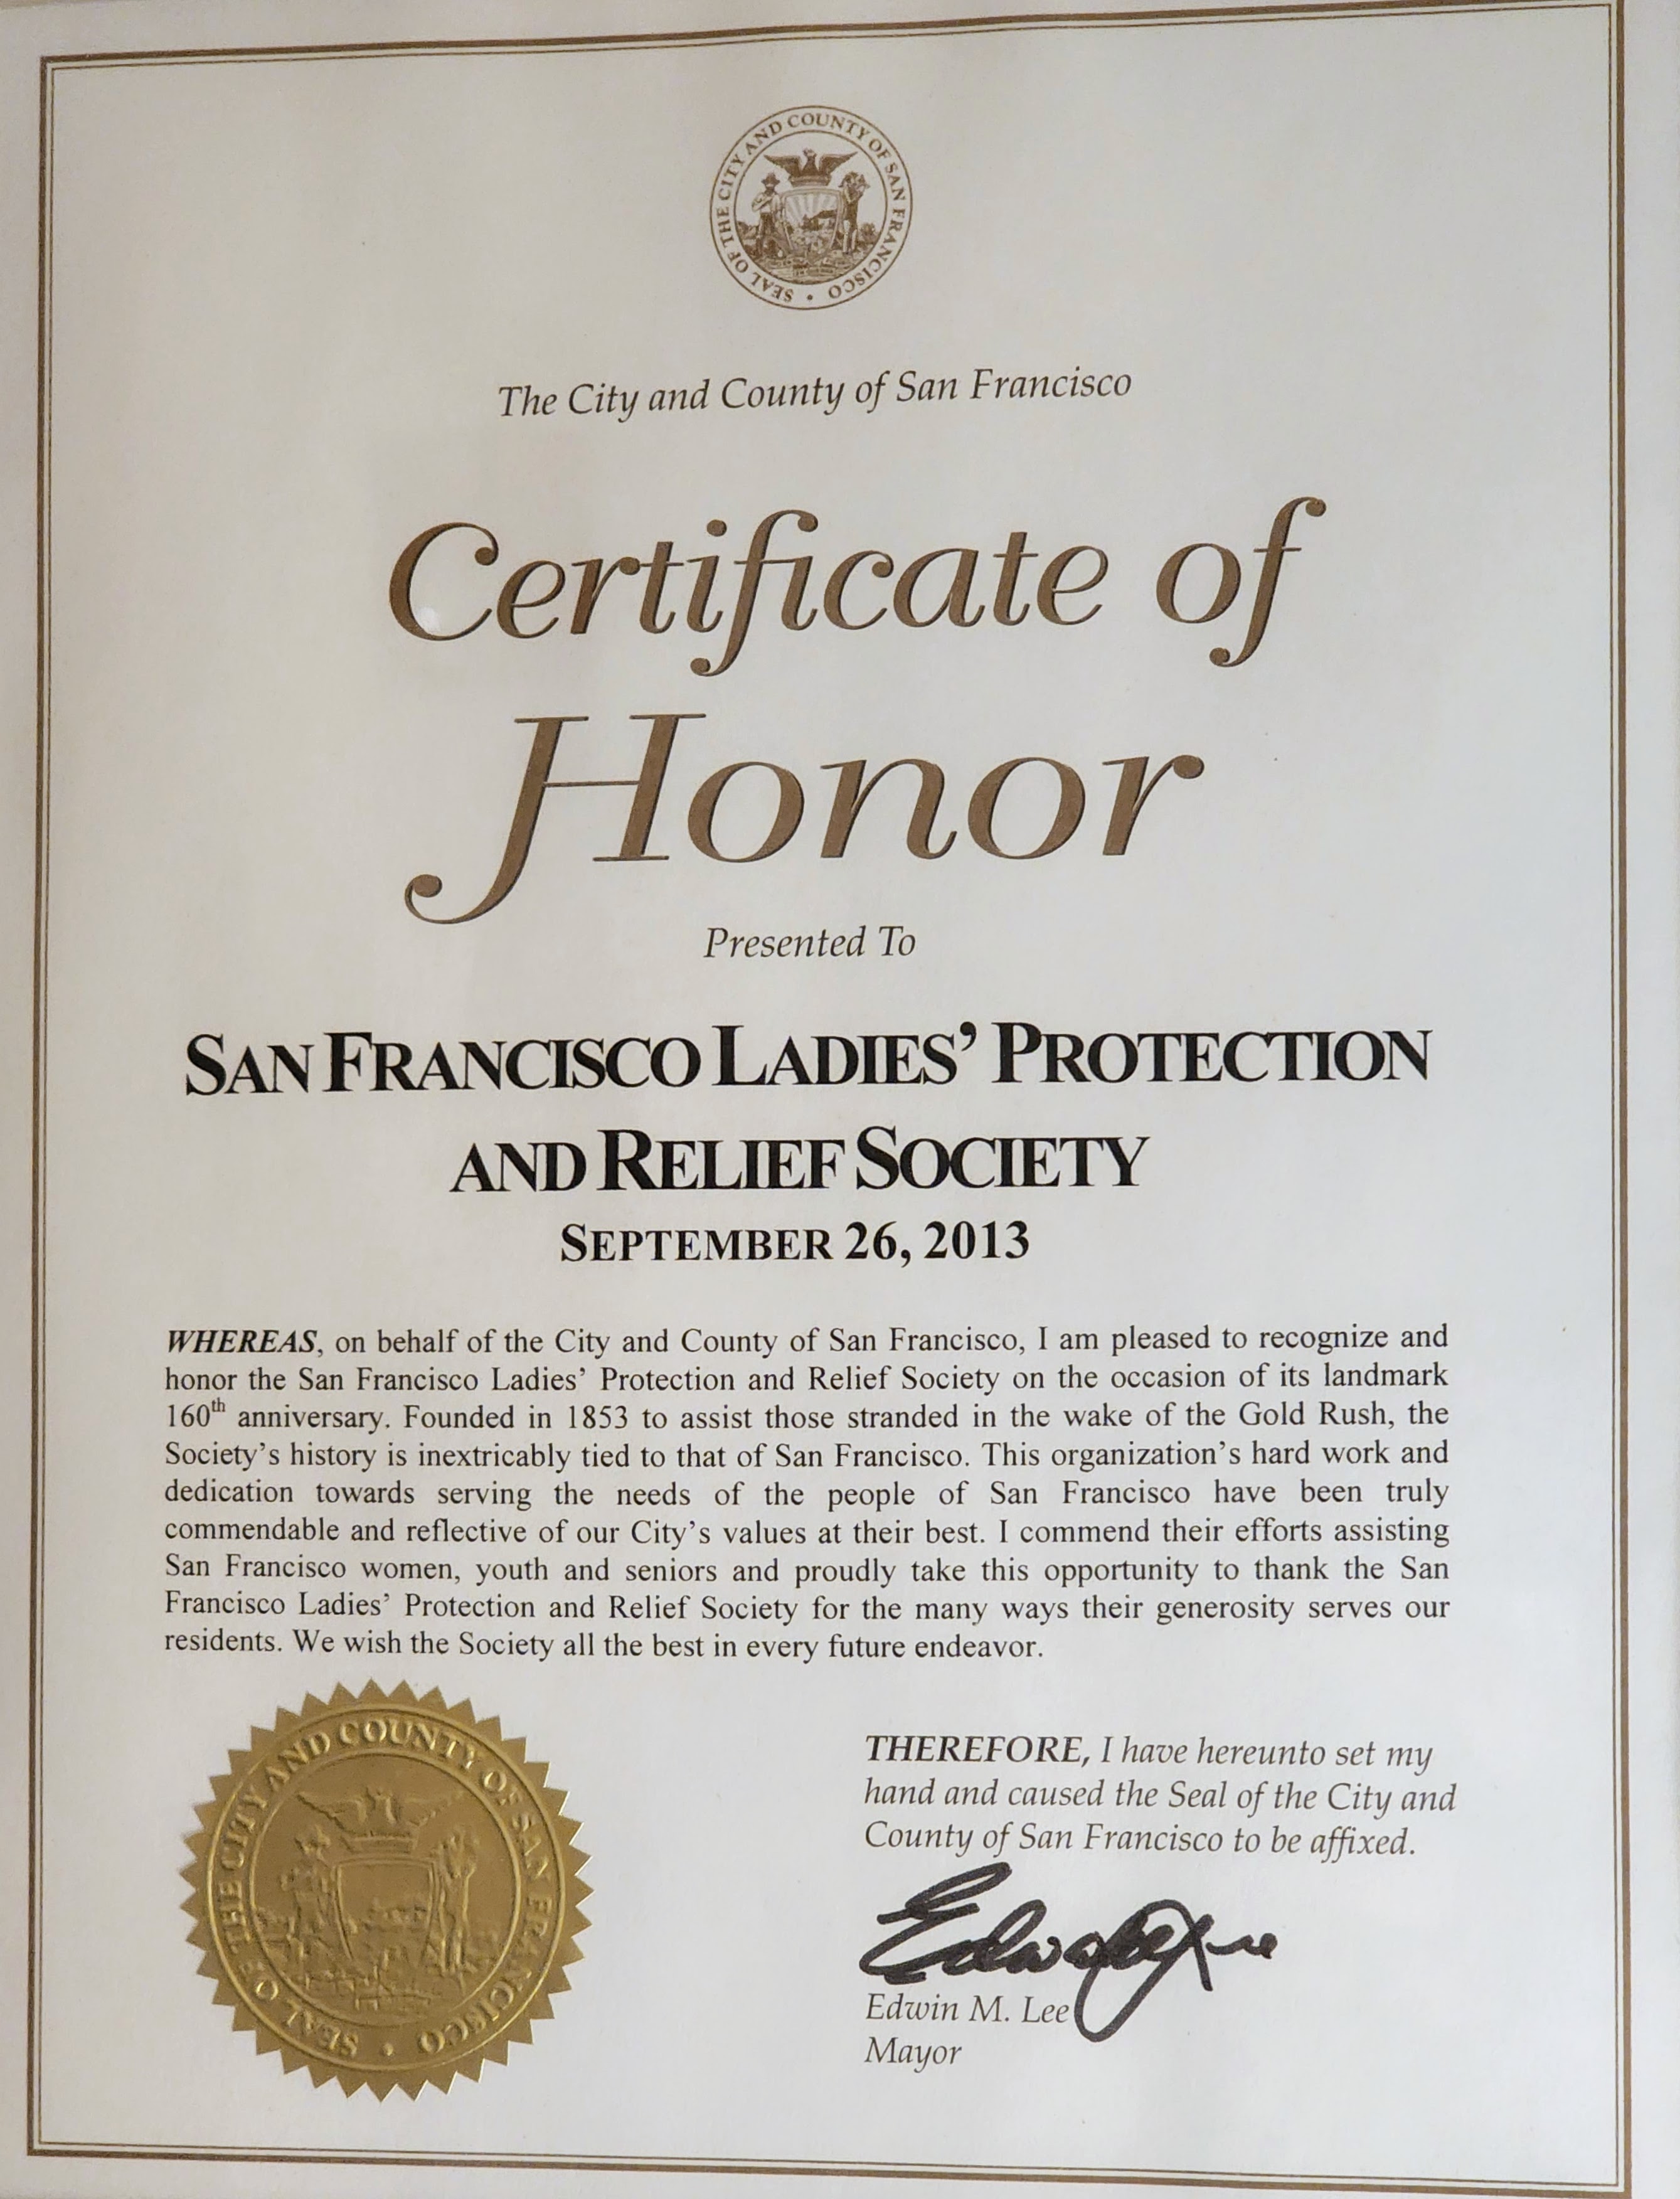 SEAL OF THE CITY AND COUNTY OF SAN FRANCISCO
The City and County of San Francisco
Certificate of
Honor
Presented To
SAN FRANCISCO LADIES’ PROTECTION
AND RELIEF SOCIETY
SEPTEMBER 26, 2013
WHEREAS, on behalf of the City and County of San Francisco, I am pleased to recognize and
honor the San Francisco Ladies’ Protection and Relief Society on the occasion of its landmark
160th anniversary. Founded in 1853 to assist those stranded in the wake of the Gold Rush, the
Society’s history is inextricably tied to that of San Francisco. This organization’s hard work and
dedication towards serving the needs of the people of San Francisco have been truly
commendable and reflective of our City’s values at their best. I commend their efforts assisting
San Francisco women, youth and seniors and proudly take this opportunity to thank the San
Francisco Ladies’ Protection and Relief Society for the many ways their generosity serves our
residents. We wish the Society all the best in every future endeavor.
SEAL OF THE CITY AND COUNTY OF SAN FRANCISCO
THEREFORE, I have hereunto set my
hand and caused the Seal of the City and
County of San Francisco to be affixed.
Edwin M. Lee
Mayor